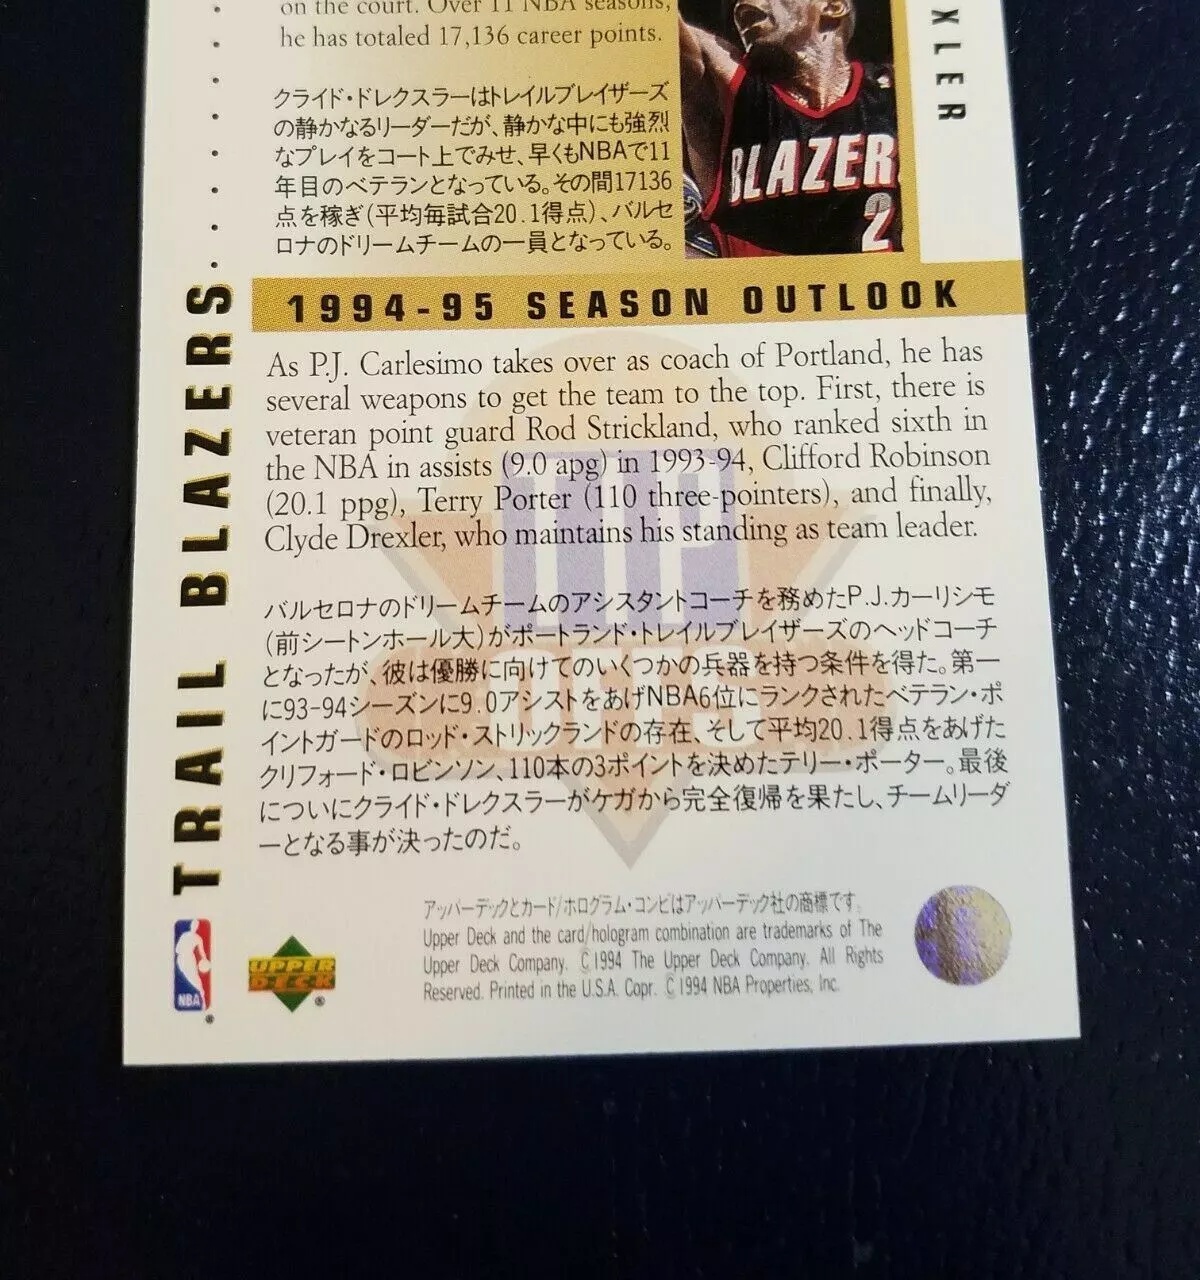 on the court. Over 11 NBA seasons,
he has totaled 17,136 career points.
クライド・ドレクスラーはトレイルブレイザーズ
の静かなるリーダーだが、静かな中にも強烈
なプレイをコート上でみせ、早くもNBAで11
年目のベテランとなっている。その間17136
点を稼ぎ(平均毎試合20.1得点)、バルセ
ロナのドリームチームの一員となっている。
XLER
BLAZER
2
TRAIL BLAZERS
1994-95 SEASON OUTLOOK
As P.J. Carlesimo takes over as coach of Portland, he has
several weapons to get the team to the top. First, there is
veteran point guard Rod Strickland, who ranked sixth in
the NBA in assists (9.0 apg) in 1993-94, Clifford Robinson
(20.1 ppg), Terry Porter (110 three-pointers), and finally,
Clyde Drexler, who maintains his standing as team leader.
バルセロナのドリームチームのアシスタントコーチを務めたP.J.カーリシモ
(前シートンホール大)がポートランド・トレイルブレイザーズのヘッドコーチ
となったが、彼は優勝に向けてのいくつかの兵器を持つ条件を得た。第一
に93-94シーズンに9.0アシストをあげNBA6位にランクされたベテラン・ポ
イントガードのロッド・ストリックランドの存在、そして平均20.1得点をあげた
クリフォード・ロビンソン、110本の3ポイントを決めたテリー・ポーター。最後
についにクライド・ドレクスラーがケガから完全復帰を果たし、チームリーダ
ーとなる事が決ったのだ。
NBA
®
UPPER
DECK
®
アッパーデックとカード/ホログラム・コンビはアッパーデック社の商標です。
Upper Deck and the card/hologram combination are trademarks of The
Upper Deck Company. ©1994 The Upper Deck Company. All Rights
Reserved. Printed in the U.S.A. Copr. ©1994 NBA Properties, Inc.